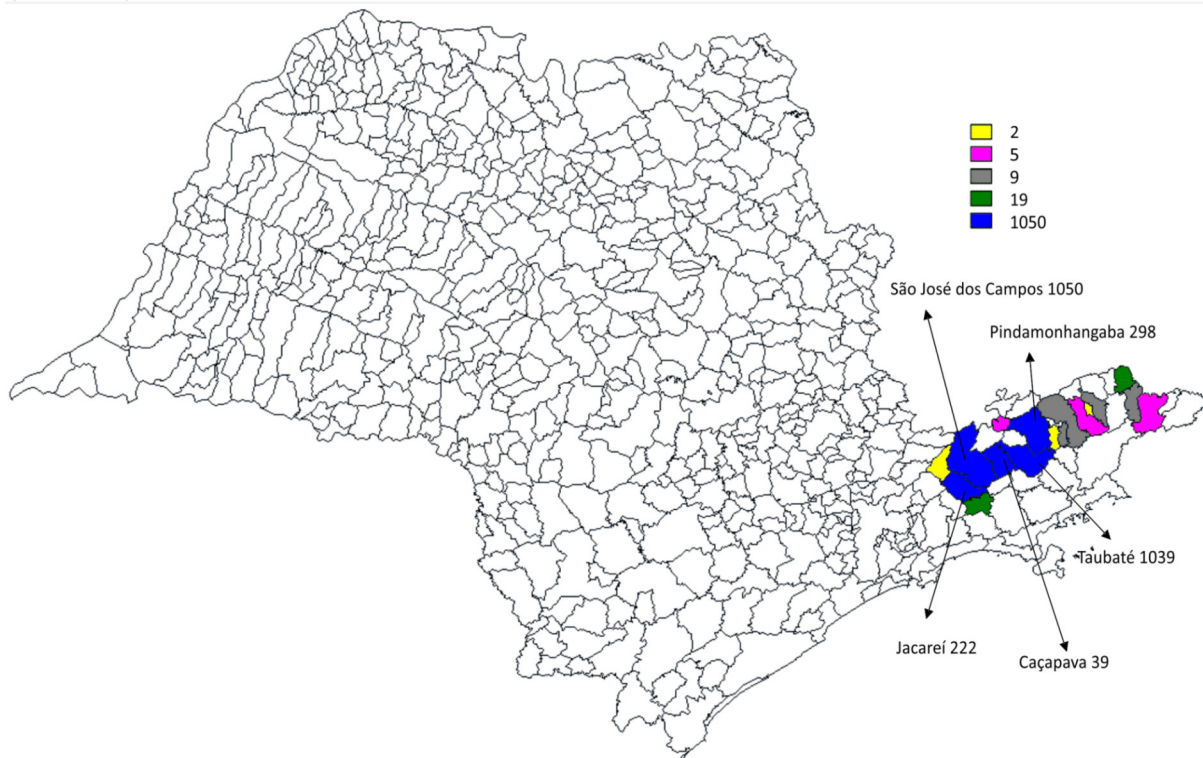 2
5
9
19
1050
São José dos Campos 1050
Pindamonhangaba 298
Taubaté 1039
Jacareí 222
Caçapava 39